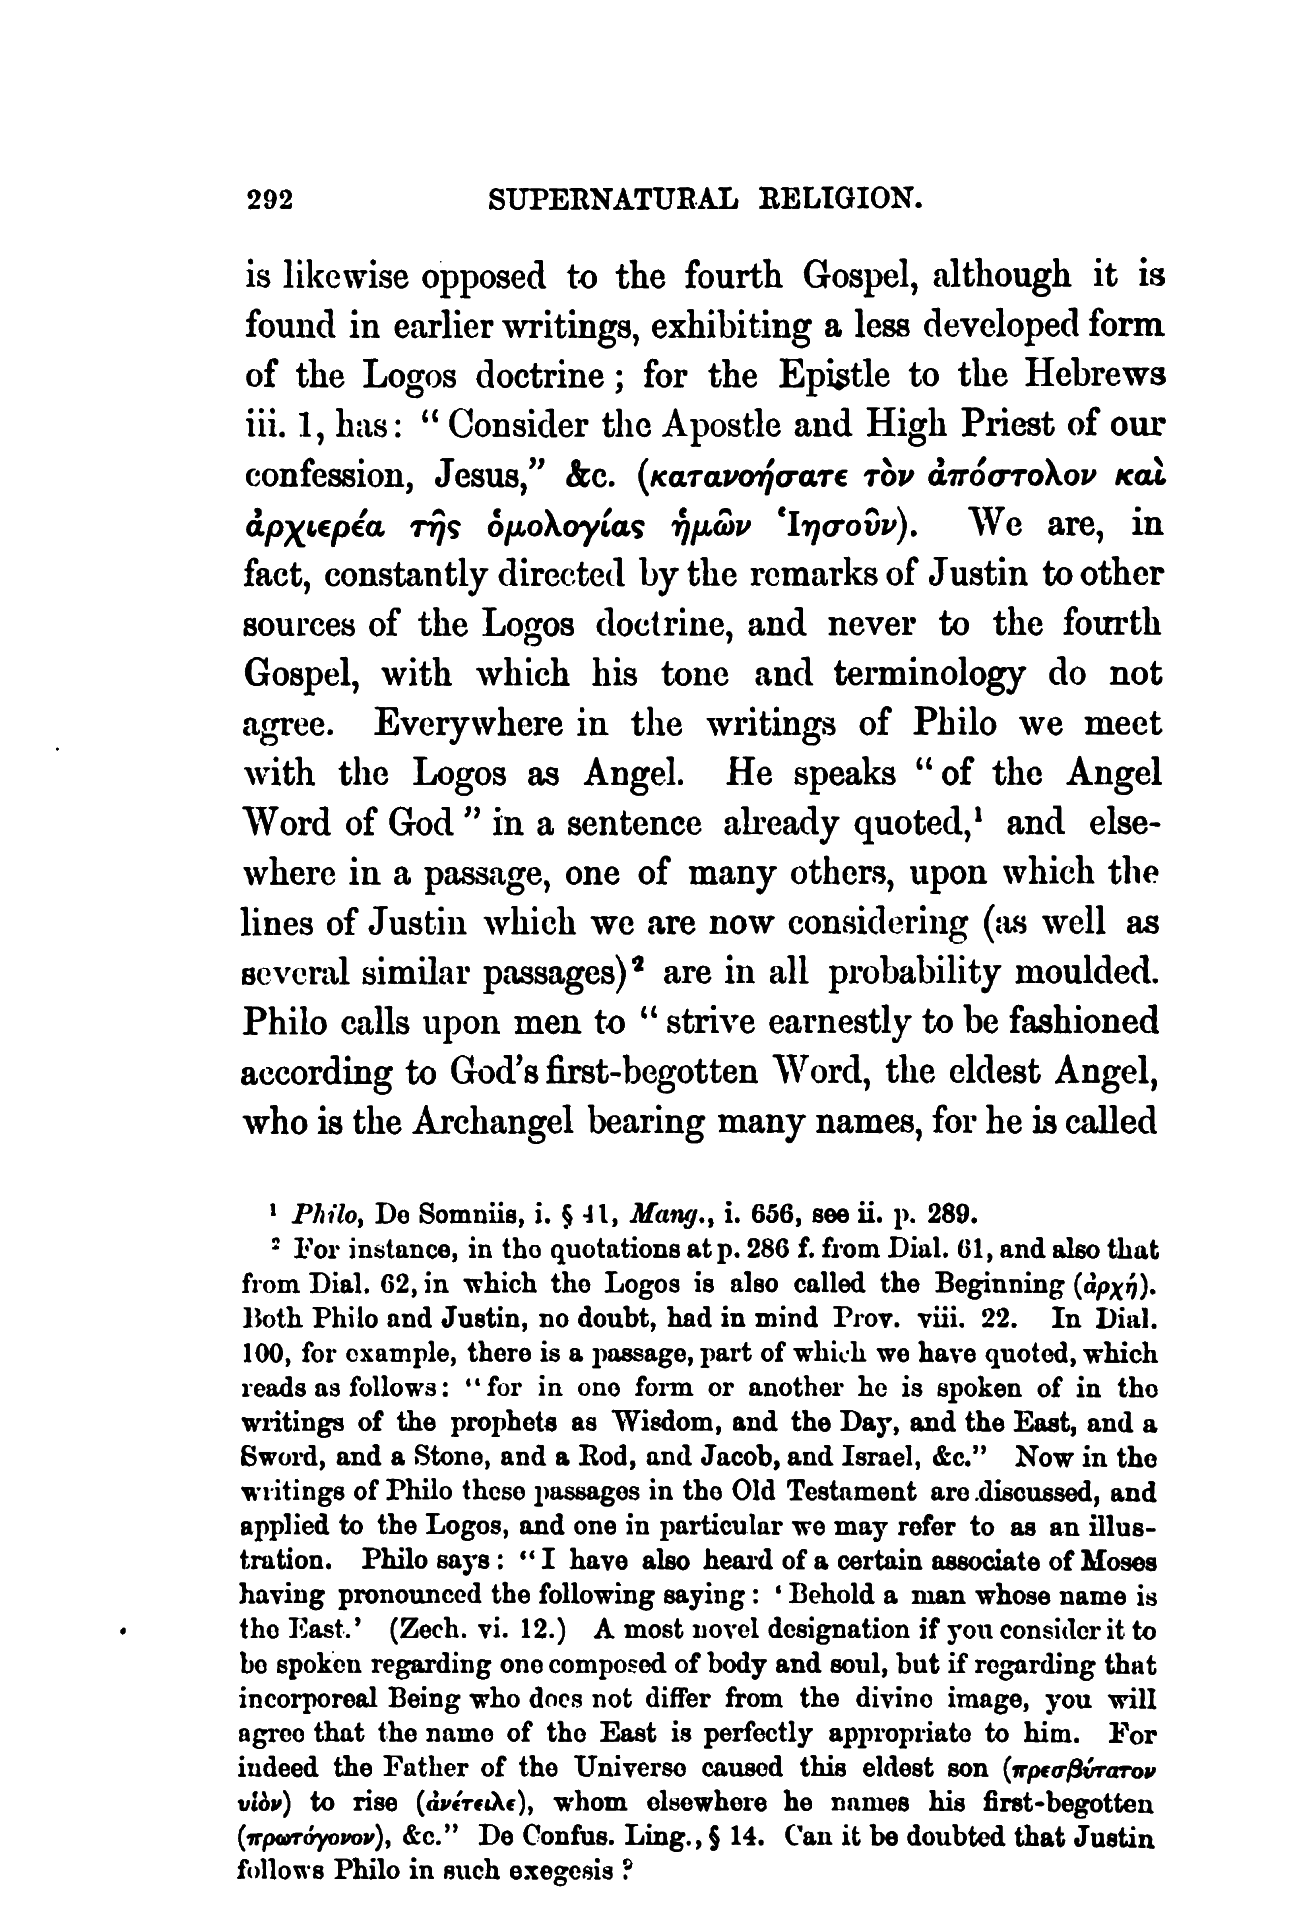 292 SUPERNATURAL RELIGION.
is likewise opposed to the fourth Gospel, although it is
found in earlier writings, exhibiting a less developed form
of the Logos doctrine; for the Epistle to the Hebrews
iii. 1, has: “Consider the Apostle and High Priest of our
confession, Jesus,” &c. (κατανοήσατε τὸν ἀπόστολον καὶ
ἀρχιερέα τῆς ὁμολογίας ἡμῶν Ἰησοῦν). We are, in
fact, constantly directed by the remarks of Justin to other
sources of the Logos doctrine, and never to the fourth
Gospel, with which his tone and terminology do not
agree. Everywhere in the writings of Philo we meet
with the Logos as Angel. He speaks “of the Angel
Word of God” in a sentence already quoted,¹ and else-
where in a passage, one of many others, upon which the
lines of Justin which we are now considering (as well as
several similar passages)² are in all probability moulded.
Philo calls upon men to “strive earnestly to be fashioned
according to God’s first-begotten Word, the eldest Angel,
who is the Archangel bearing many names, for he is called
¹ Philo, De Somniis, i. § 41, Mang., i. 656, see ii. p. 289.
² For instance, in the quotations at p. 286 f. from Dial. 61, and also that
from Dial. 62, in which the Logos is also called the Beginning (ἀρχή).
Both Philo and Justin, no doubt, had in mind Prov. viii. 22. In Dial.
100, for example, there is a passage, part of which we have quoted, which
reads as follows: “for in one form or another he is spoken of in the
writings of the prophets as Wisdom, and the Day, and the East, and a
Sword, and a Stone, and a Rod, and Jacob, and Israel, &c.” Now in the
writings of Philo these passages in the Old Testament are discussed, and
applied to the Logos, and one in particular we may refer to as an illus-
tration. Philo says: “I have also heard of a certain associate of Moses
having pronounced the following saying: ‘Behold a man whose name is
the East.’ (Zech. vi. 12.) A most novel designation if you consider it to
be spoken regarding one composed of body and soul, but if regarding that
incorporeal Being who does not differ from the divine image, you will
agree that the name of the East is perfectly appropriate to him. For
indeed the Father of the Universe caused this eldest son (πρεσβύτατον
υἱὸν) to rise (ἀνέτειλε), whom elsewhere he names his first-begotten
(πρωτόγονον), &c.” De Confus. Ling., § 14. Can it be doubted that Justin
follows Philo in such exegesis?